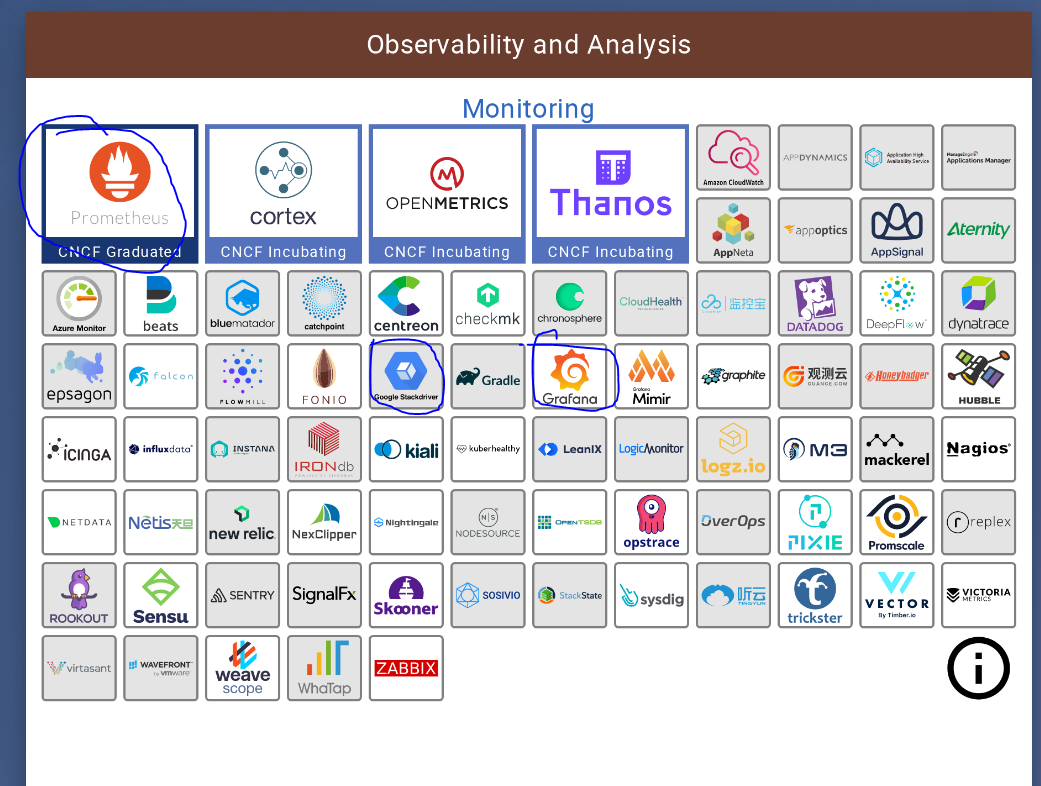 Observability and Analysis
Monitoring
Prometheus
CNCF Graduated
cortex
CNCF Incubating
OPENMETRICS
CNCF Incubating
Thanos
CNCF Incubating
Amazon CloudWatch
APPDYNAMICS
Application High
Availability Service
ManageEngine
Applications Manager
AppNeta
appoptics
AppSignal
Aternity
Azure Monitor
beats
bluematador
catchpoint
centreon
checkmk
chronosphere
CloudHealth
监控宝
DATADOG
DeepFlow
dynatrace
epsagon
falcon
FLOWMILL
FONIO
Google Stackdriver
Gradle
Grafana
Grafana
Mimir
graphite
观测云
GUANCE.COM
Honeybadger
HUBBLE
ICINGA
influxdata
INSTANA
IRONdb
kiali
kuberhealthy
LeanIX
LogicMonitor
logz.io
M3
mackerel
Nagios®
NETDATA
Netis天旦
new relic
NexClipper
Nightingale
N|S
NODESOURCE
OPENTSDB
opstrace
OverOps
PIXIE
Promscale
r replex
ROOKOUT
Sensu
SENTRY
SignalFx
Skooner
SOSIVIO
StackState
sysdig
听云
TINGYUN
trickster
VECTOR
By Timber.io
VICTORIA
METRICS
virtasant
WAVEFRONT
by vmware
weave
scope
WhaTap
ZABBIX